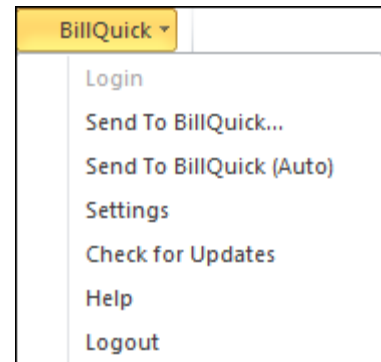 BillQuick
Login
Send To BillQuick...
Send To BillQuick (Auto)
Settings
Check for Updates
Help
Logout